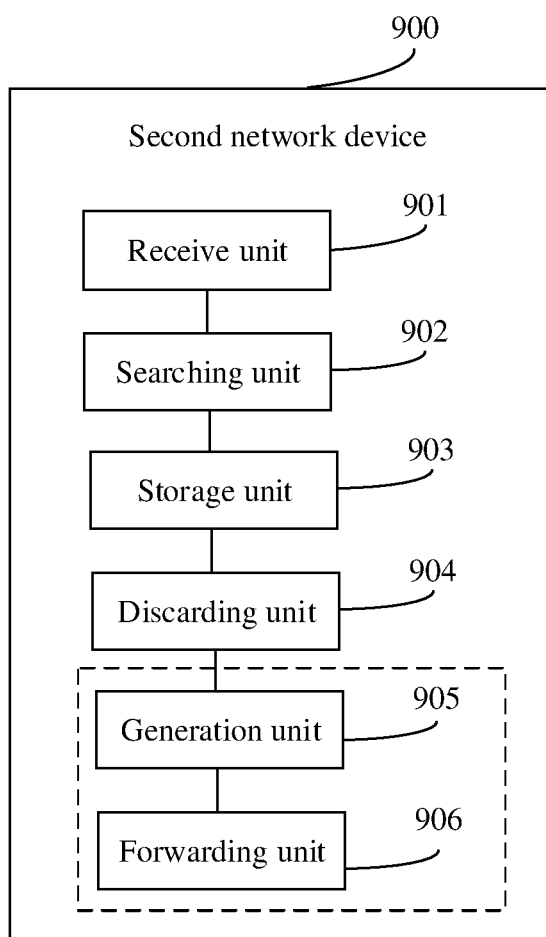 900
Second network device
901
Receive unit
902
Searching unit
903
Storage unit
904
Discarding unit
905
Generation unit
906
Forwarding unit